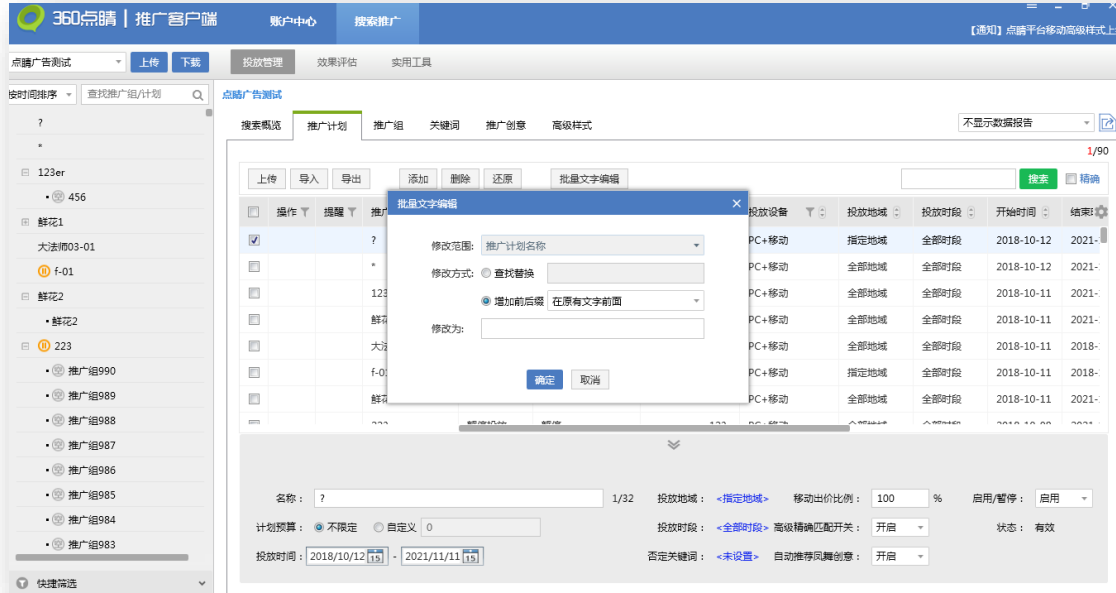 360点睛 | 推广客户端 账户中心 搜索推广
【通知】点睛平台移动高级样式上
点睛广告测试 上传 下载 投放管理 效果评估 实用工具
按时间排序 查找推广组/计划 点睛广告测试
? 搜索概览 推广计划 推广组 关键词 推广创意 高级样式 不显示数据报告
* 1/90
123er 上传 导入 导出 添加 删除 还原 批量文字编辑 搜索 精确
456
鲜花1
大法师03-01
f-01
鲜花2
鲜花2
223
推广组990
推广组989
推广组988
推广组987
推广组986
推广组985
推广组984
推广组983
快捷筛选
操作 提醒 推广 投放设备 投放地域 投放时段 开始时间 结束
? PC+移动 指定地域 全部时段 2018-10-12 2021-
* PC+移动 全部地域 全部时段 2018-10-12 2021-
123 PC+移动 全部地域 全部时段 2018-10-11 2021-
鲜花 PC+移动 全部地域 全部时段 2018-10-11 2021-
大法 PC+移动 全部地域 全部时段 2018-10-11 2018-
f-0 PC+移动 指定地域 全部时段 2018-10-11 2018-
鲜花 PC+移动 全部地域 全部时段 2018-10-11 2021-
批量文字编辑
修改范围: 推广计划名称
修改方式: 查找替换
增加前后缀 在原有文字前面
修改为:
确定 取消
名称： ? 1/32 投放地域： <指定地域> 移动出价比例： 100 % 启用/暂停： 启用
计划预算： 不限定 自定义 0 投放时段： <全部时段> 高级精确匹配开关： 开启 状态： 有效
投放时间： 2018/10/12 15 - 2021/11/11 15 否定关键词： <未设置> 自动推荐凤舞创意： 开启